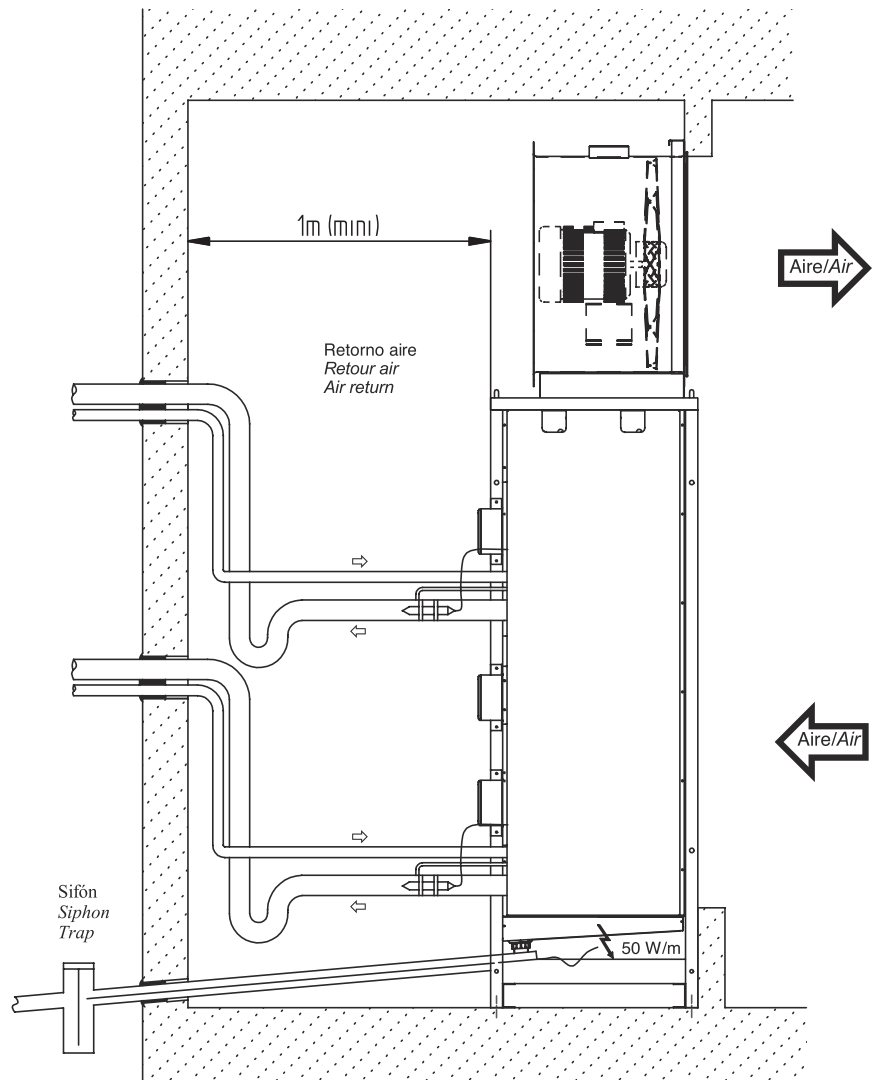 1m (mini)
Aire/Air
Retorno aire
Retour air
Air return
Aire/Air
Sifón
Siphon
Trap
50 W/m